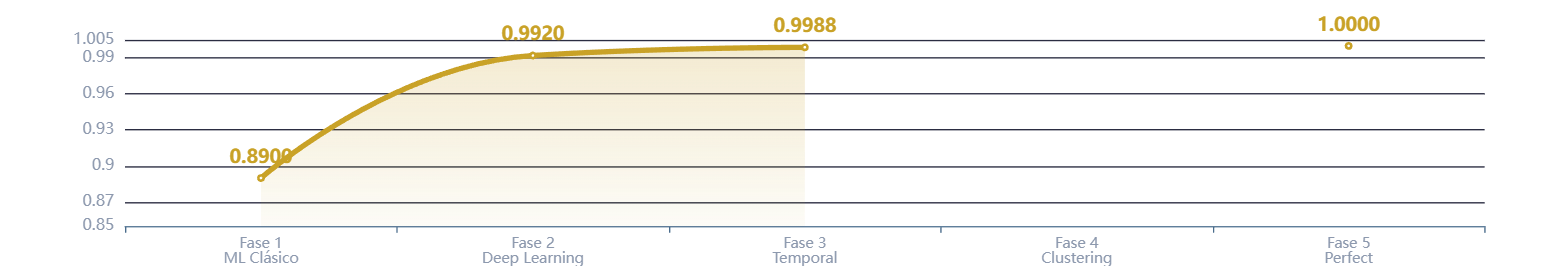 1.005
0.99
0.96
0.93
0.9
0.87
0.85
0.8900
0.9920
0.9988
1.0000
Fase 1
ML Clásico
Fase 2
Deep Learning
Fase 3
Temporal
Fase 4
Clustering
Fase 5
Perfect